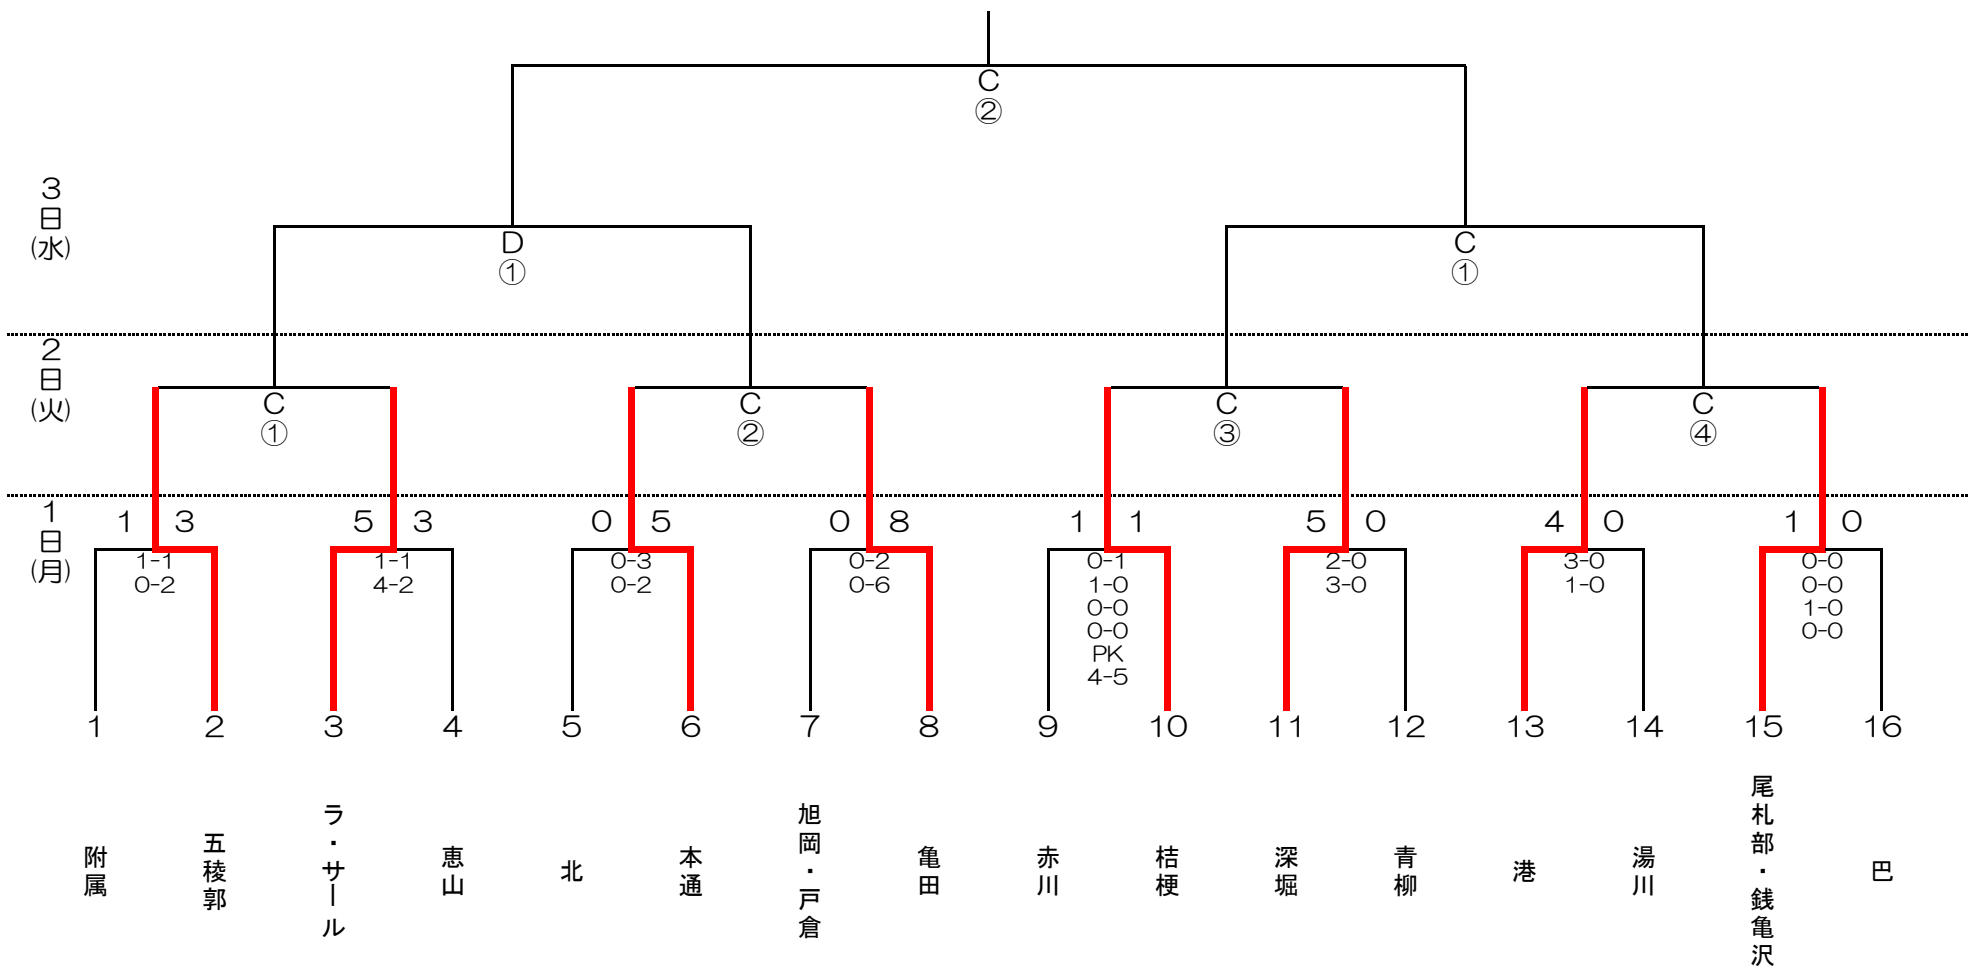 C
②
3日(水)
D
①
C
①
2日(火)
C
①
C
②
C
③
C
④
1日(月)
1 3
5 3
0 5
0 8
1 1
5 0
4 0
1 0
1-1
0-2
1-1
4-2
0-3
0-2
0-2
0-6
0-1
1-0
0-0
0-0
PK
4-5
2-0
3-0
3-0
1-0
0-0
0-0
1-0
0-0
1 2 3 4 5 6 7 8 9 10 11 12 13 14 15 16
附属
五稜郭
ラ・サール
恵山
北
本通
旭岡・戸倉
亀田
赤川
桔梗
深堀
青柳
港
湯川
尾札部・銭亀沢
巴